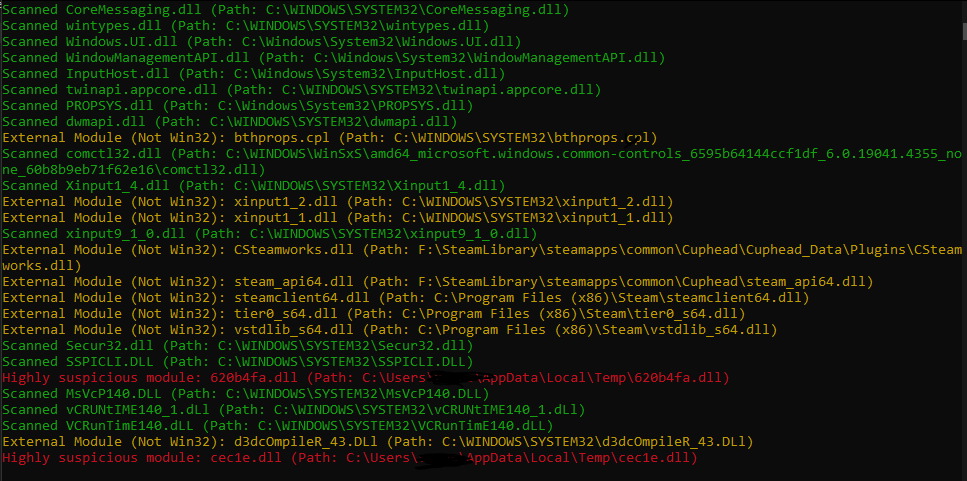 Scanned CoreMessaging.dll (Path: C:\WINDOWS\SYSTEM32\CoreMessaging.dll)
Scanned wintypes.dll (Path: C:\WINDOWS\SYSTEM32\wintypes.dll)
Scanned Windows.UI.dll (Path: C:\Windows\System32\Windows.UI.dll)
Scanned WindowManagementAPI.dll (Path: C:\Windows\System32\WindowManagementAPI.dll)
Scanned InputHost.dll (Path: C:\Windows\System32\InputHost.dll)
Scanned twinapi.appcore.dll (Path: C:\WINDOWS\SYSTEM32\twinapi.appcore.dll)
Scanned PROPSYS.dll (Path: C:\Windows\System32\PROPSYS.dll)
Scanned dwmapi.dll (Path: C:\WINDOWS\SYSTEM32\dwmapi.dll)
External Module (Not Win32): bthprops.cpl (Path: C:\WINDOWS\SYSTEM32\bthprops.cpl)
Scanned comctl32.dll (Path: C:\WINDOWS\WinSxS\amd64_microsoft.windows.common-controls_6595b64144ccf1df_6.0.19041.4355_no
ne_60b8b9eb71f62e16\comctl32.dll)
Scanned Xinput1_4.dll (Path: C:\WINDOWS\SYSTEM32\Xinput1_4.dll)
External Module (Not Win32): xinput1_2.dll (Path: C:\WINDOWS\SYSTEM32\xinput1_2.dll)
External Module (Not Win32): xinput1_1.dll (Path: C:\WINDOWS\SYSTEM32\xinput1_1.dll)
Scanned xinput9_1_0.dll (Path: C:\WINDOWS\SYSTEM32\xinput9_1_0.dll)
External Module (Not Win32): CSteamworks.dll (Path: F:\SteamLibrary\steamapps\common\Cuphead\Cuphead_Data\Plugins\CSteam
works.dll)
External Module (Not Win32): steam_api64.dll (Path: F:\SteamLibrary\steamapps\common\Cuphead\steam_api64.dll)
External Module (Not Win32): steamclient64.dll (Path: C:\Program Files (x86)\Steam\steamclient64.dll)
External Module (Not Win32): tier0_s64.dll (Path: C:\Program Files (x86)\Steam\tier0_s64.dll)
External Module (Not Win32): vstdlib_s64.dll (Path: C:\Program Files (x86)\Steam\vstdlib_s64.dll)
Scanned Secur32.dll (Path: C:\WINDOWS\SYSTEM32\Secur32.dll)
Scanned SSPICLI.DLL (Path: C:\WINDOWS\SYSTEM32\SSPICLI.DLL)
Highly suspicious module: 620b4fa.dll (Path: C:\Users\ \AppData\Local\Temp\620b4fa.dll)
Scanned MsVcP140.DLL (Path: C:\WINDOWS\SYSTEM32\MsVcP140.DLL)
Scanned vCRUNtIME140_1.dLl (Path: C:\WINDOWS\SYSTEM32\vCRUNtIME140_1.dLl)
Scanned VCRunTimE140.dLL (Path: C:\WINDOWS\SYSTEM32\VCRunTimE140.dLL)
External Module (Not Win32): d3dcOmpileR_43.DLl (Path: C:\WINDOWS\SYSTEM32\d3dcOmpileR_43.DLl)
Highly suspicious module: cec1e.dll (Path: C:\Users\ \AppData\Local\Temp\cec1e.dll)